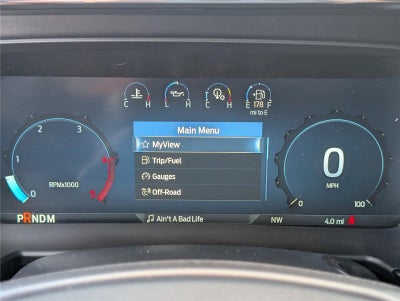 C H
L H
C H
E 178 F
mi to E
Main Menu
MyView
Trip/Fuel
Gauges
Off-Road
0 1 2 3
RPMx1000
0
MPH
0 100
PRNDM
Ain't A Bad Life
NW
4.0 mi